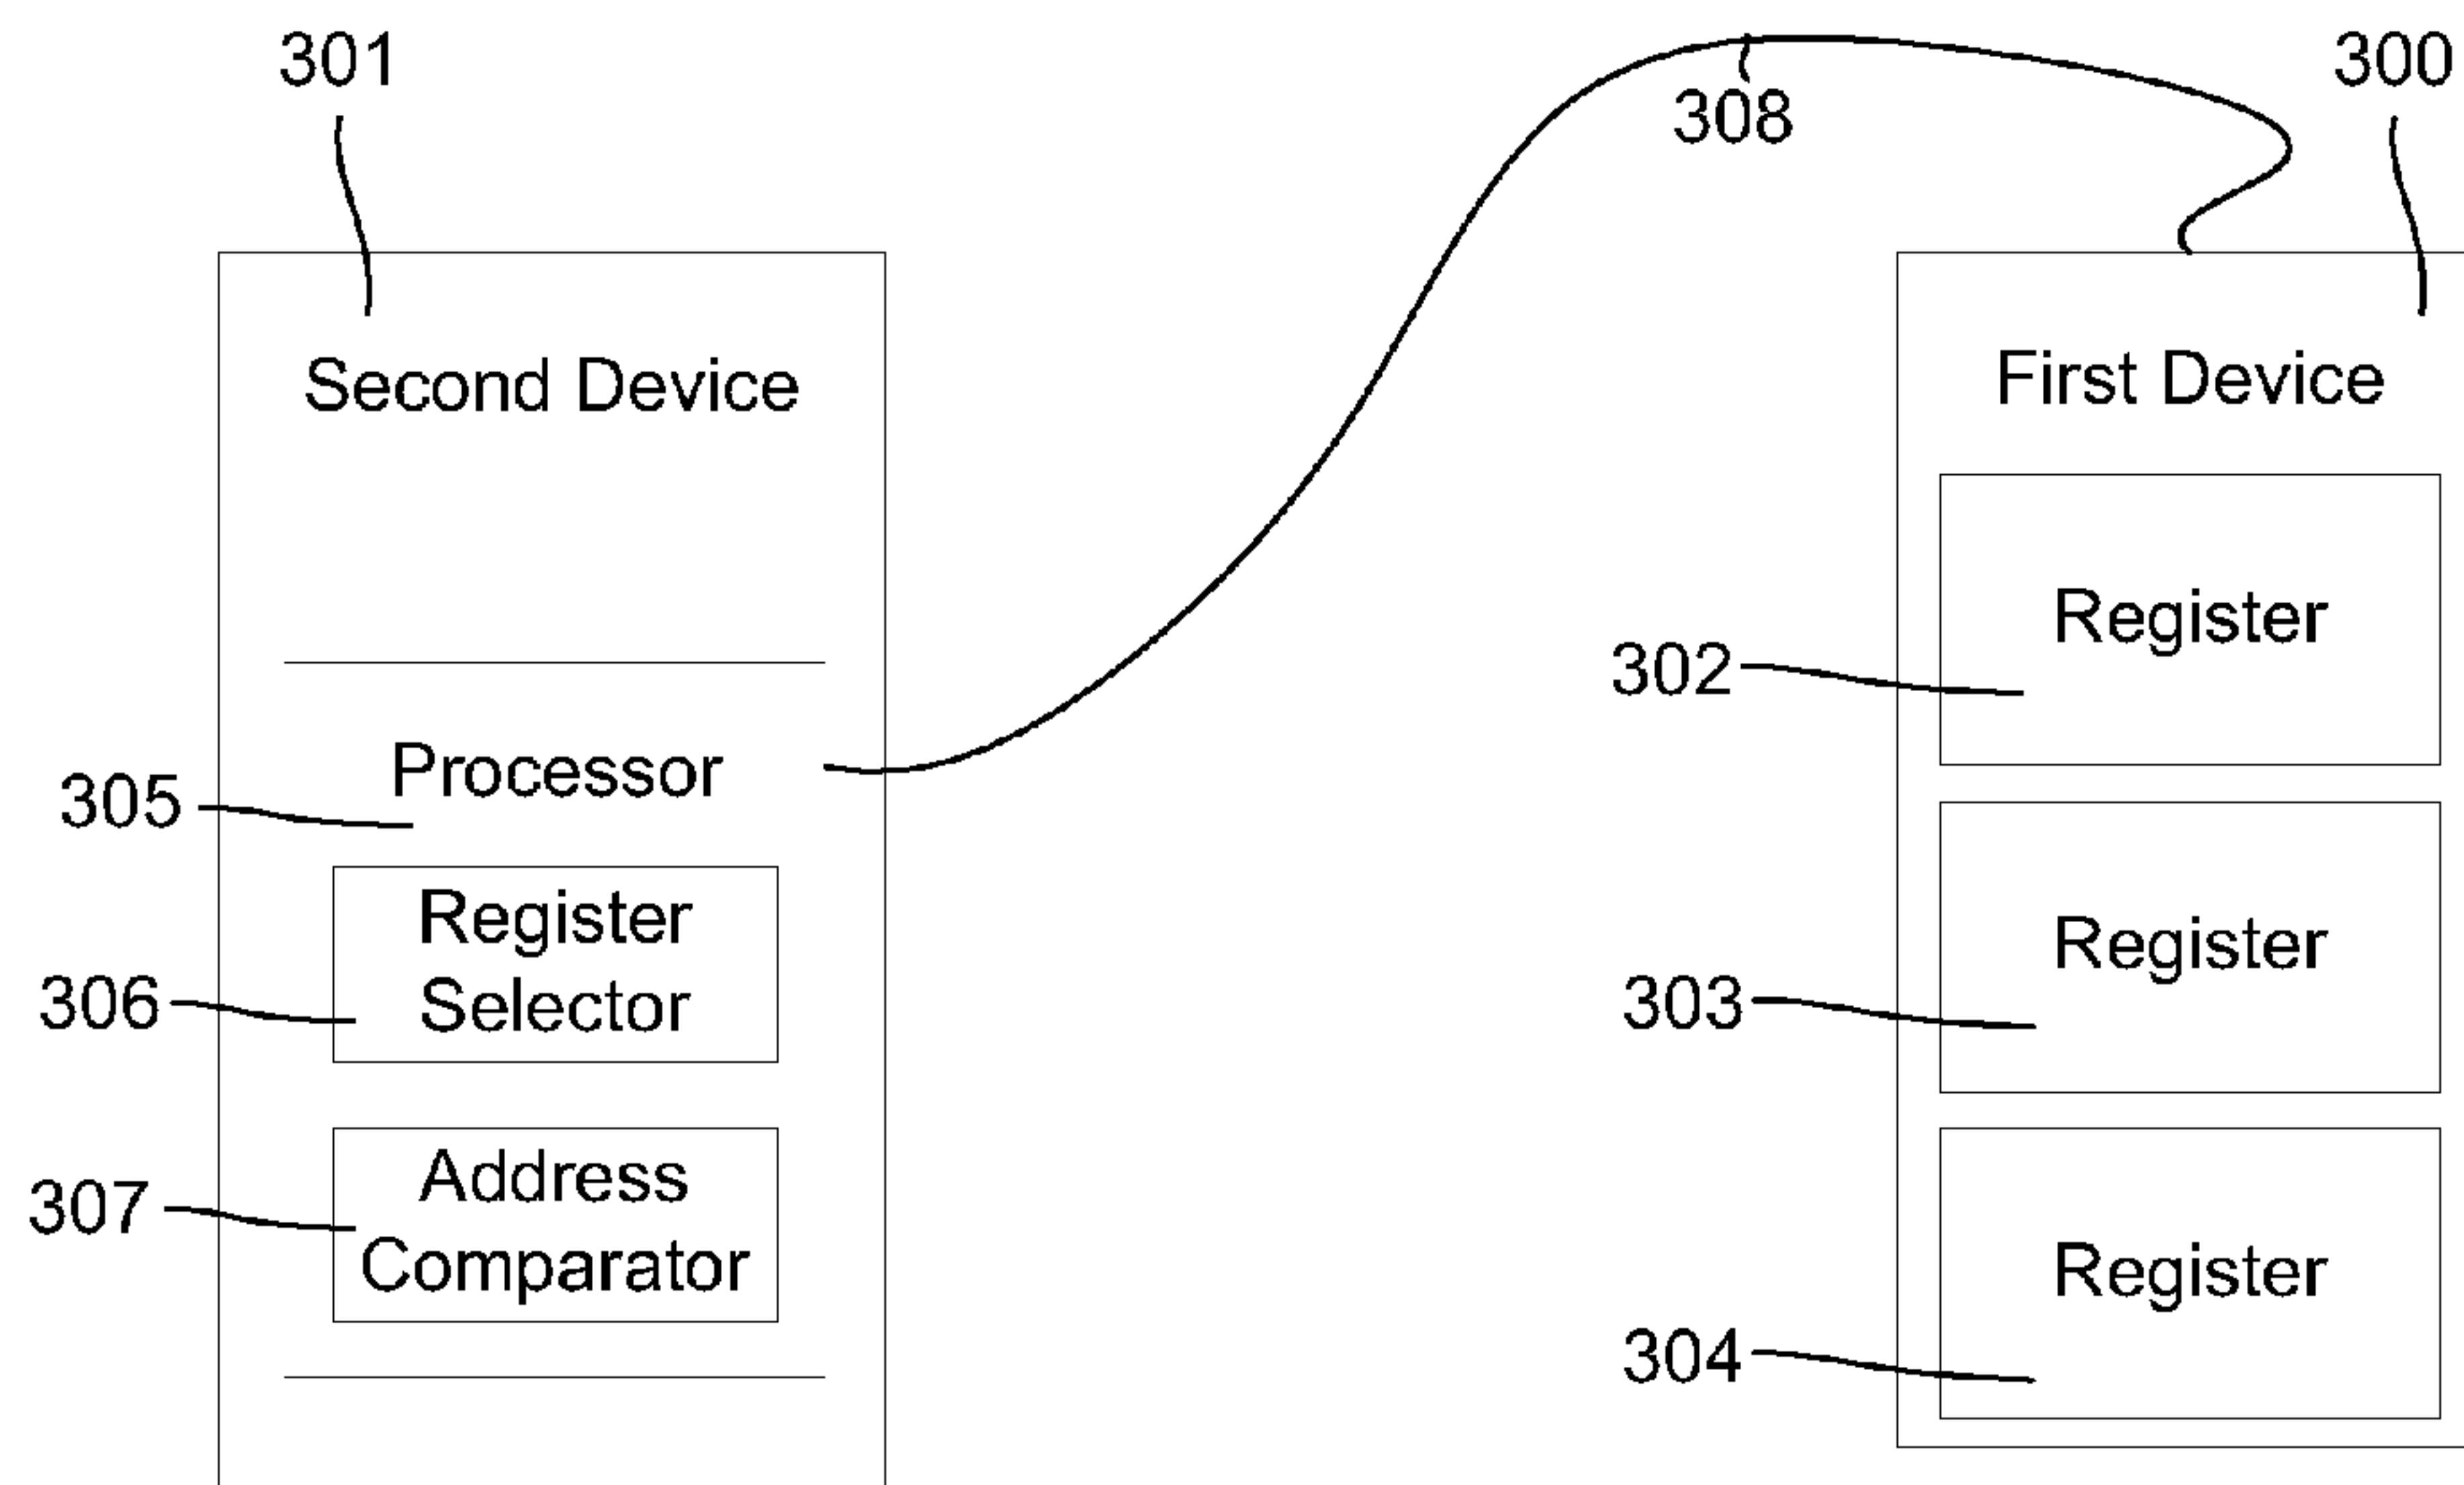 301
308
300
Second Device
First Device
Register
302
Processor
305
Register
Selector
306
Register
303
Address
Comparator
307
Register
304